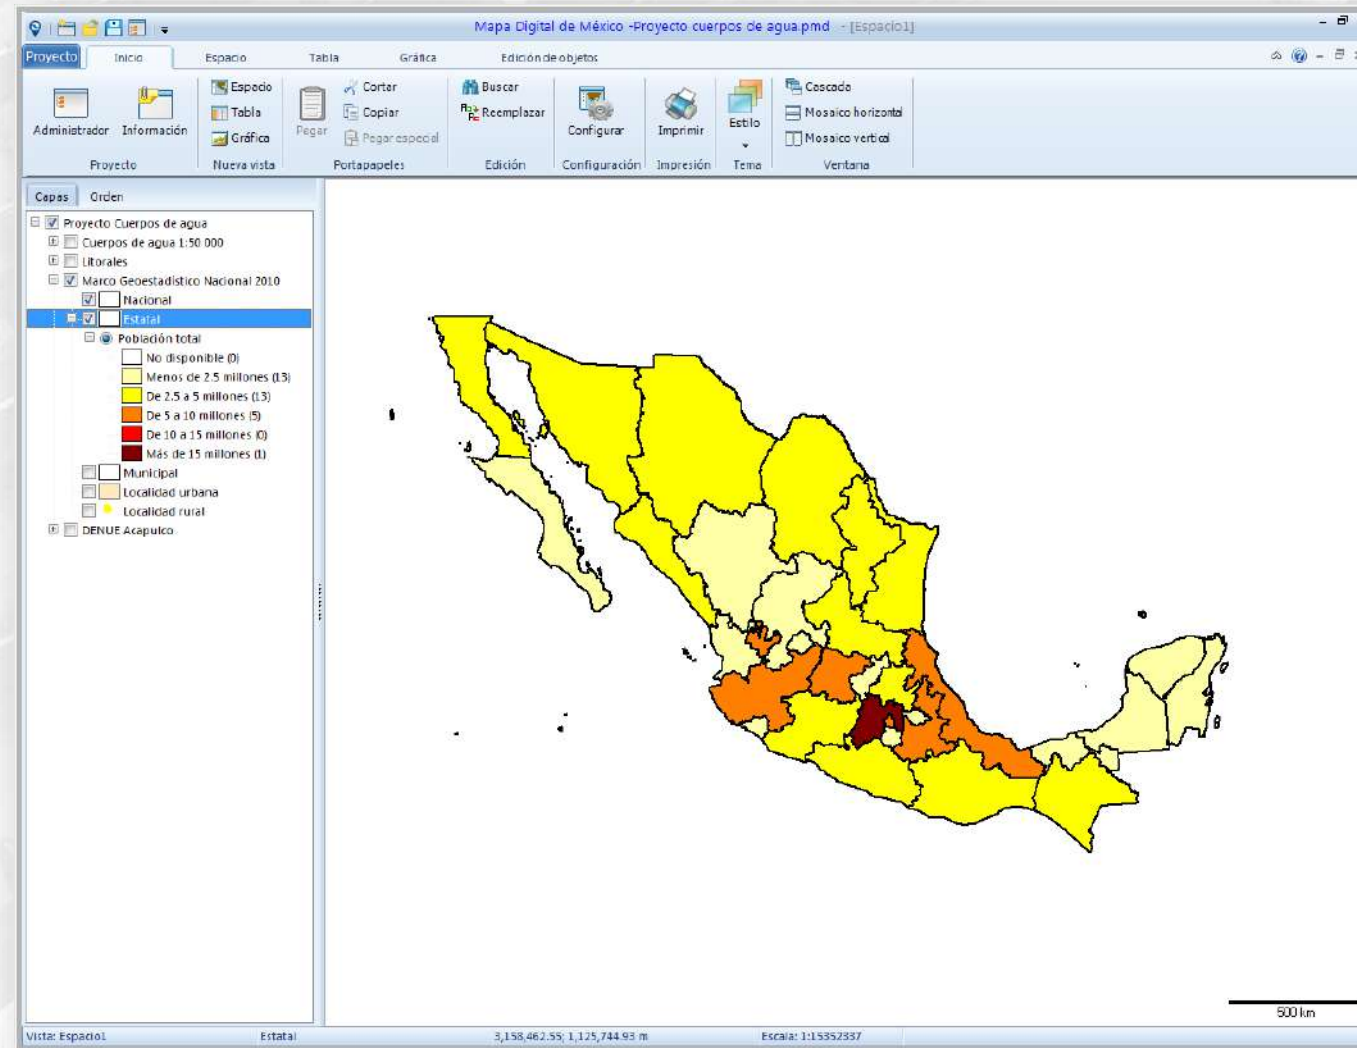 Mapa Digital de México -Proyecto cuerpos de agua.pmd - [Espacio1]
Proyecto Inicio Espacio Tabla Gráfica Edición de objetos
Administrador Información
Proyecto
Espacio
Tabla
Gráfica
Nueva vista
Pegar
Cortar
Copiar
Pegar especial
Portapapeles
Buscar
Reemplazar
Edición
Configurar
Configuración
Imprimir
Impresión
Estilo
Tema
Cascada
Mosaico horizontal
Mosaico vertical
Ventana
Capas Orden
Proyecto Cuerpos de agua
Cuerpos de agua 1:50 000
Litorales
Marco Geoestadístico Nacional 2010
Nacional
Estatal
Población total
No disponible (0)
Menos de 2.5 millones (13)
De 2.5 a 5 millones (13)
De 5 a 10 millones (5)
De 10 a 15 millones (0)
Más de 15 millones (1)
Municipal
Localidad urbana
Localidad rural
DENUE Acapulco
500 km
Vista: Espacio1 Estatal 3,158,462.55; 1,125,744.93 m Escala: 1:15352337